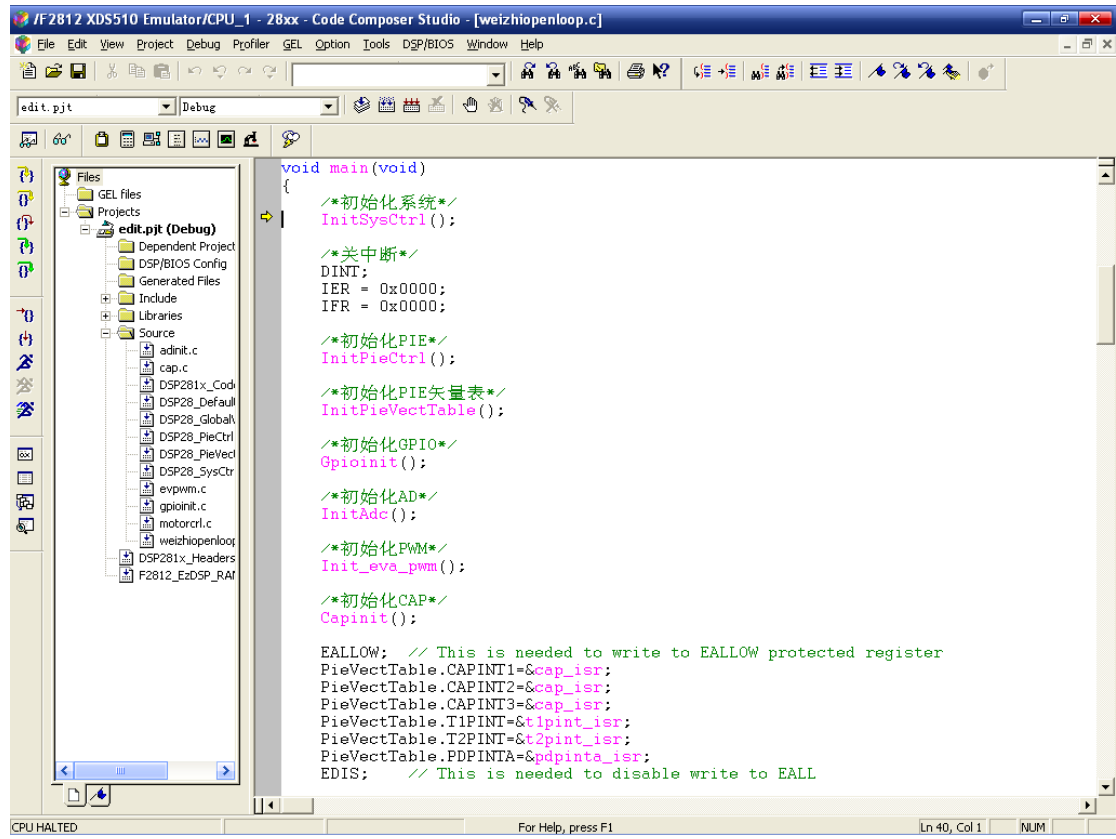 /F2812 XDS510 Emulator/CPU_1 - 28xx - Code Composer Studio - [weizhiopenloop.c]
File Edit View Project Debug Profiler GEL Option Tools DSP/BIOS Window Help
edit.pjt Debug
Files
GEL files
Projects
edit.pjt (Debug)
Dependent Project
DSP/BIOS Config
Generated Files
Include
Libraries
Source
adinit.c
cap.c
DSP281x_Code
DSP28_Defaul
DSP28_Global
DSP28_PieCtrl
DSP28_PieVect
DSP28_SysCtr
evpwm.c
gpioinit.c
motorcrl.c
weizhiopenloop
DSP281x_Headers
F2812_EzDSP_RAM
void main(void)
{
/*初始化系统*/
InitSysCtrl();
/*关中断*/
DINT;
IER = 0x0000;
IFR = 0x0000;
/*初始化PIE*/
InitPieCtrl();
/*初始化PIE矢量表*/
InitPieVectTable();
/*初始化GPIO*/
Gpioinit();
/*初始化AD*/
InitAdc();
/*初始化PWM*/
Init_eva_pwm();
/*初始化CAP*/
Capinit();
EALLOW; // This is needed to write to EALLOW protected register
PieVectTable.CAPINT1=&cap_isr;
PieVectTable.CAPINT2=&cap_isr;
PieVectTable.CAPINT3=&cap_isr;
PieVectTable.T1PINT=&t1pint_isr;
PieVectTable.T2PINT=&t2pint_isr;
PieVectTable.PDPINTA=&pdpinta_isr;
EDIS; // This is needed to disable write to EALL
CPU HALTED For Help, press F1 Ln 40, Col 1 NUM